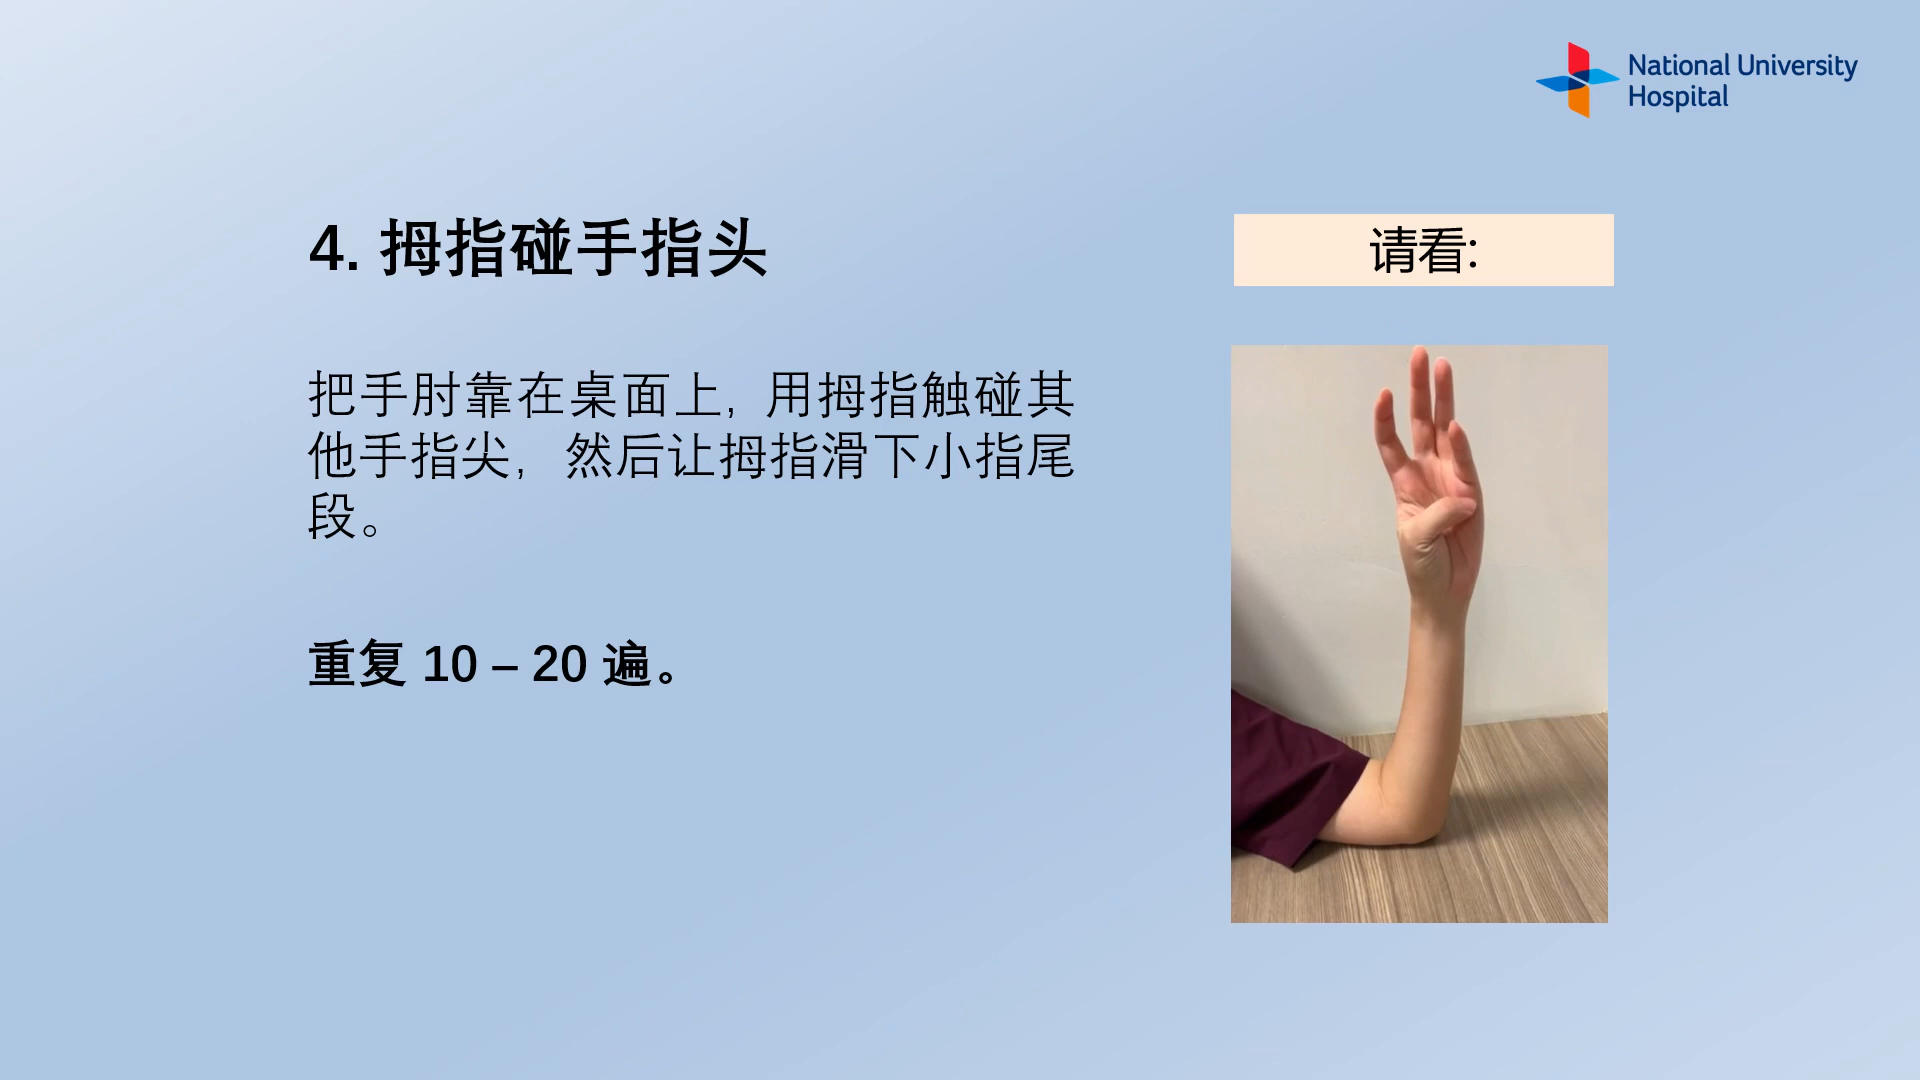 National University
Hospital
4. 拇指碰手指头
请看:
把手肘靠在桌面上, 用拇指触碰其
他手指尖， 然后让拇指滑下小指尾
段。
重复 10 – 20 遍。